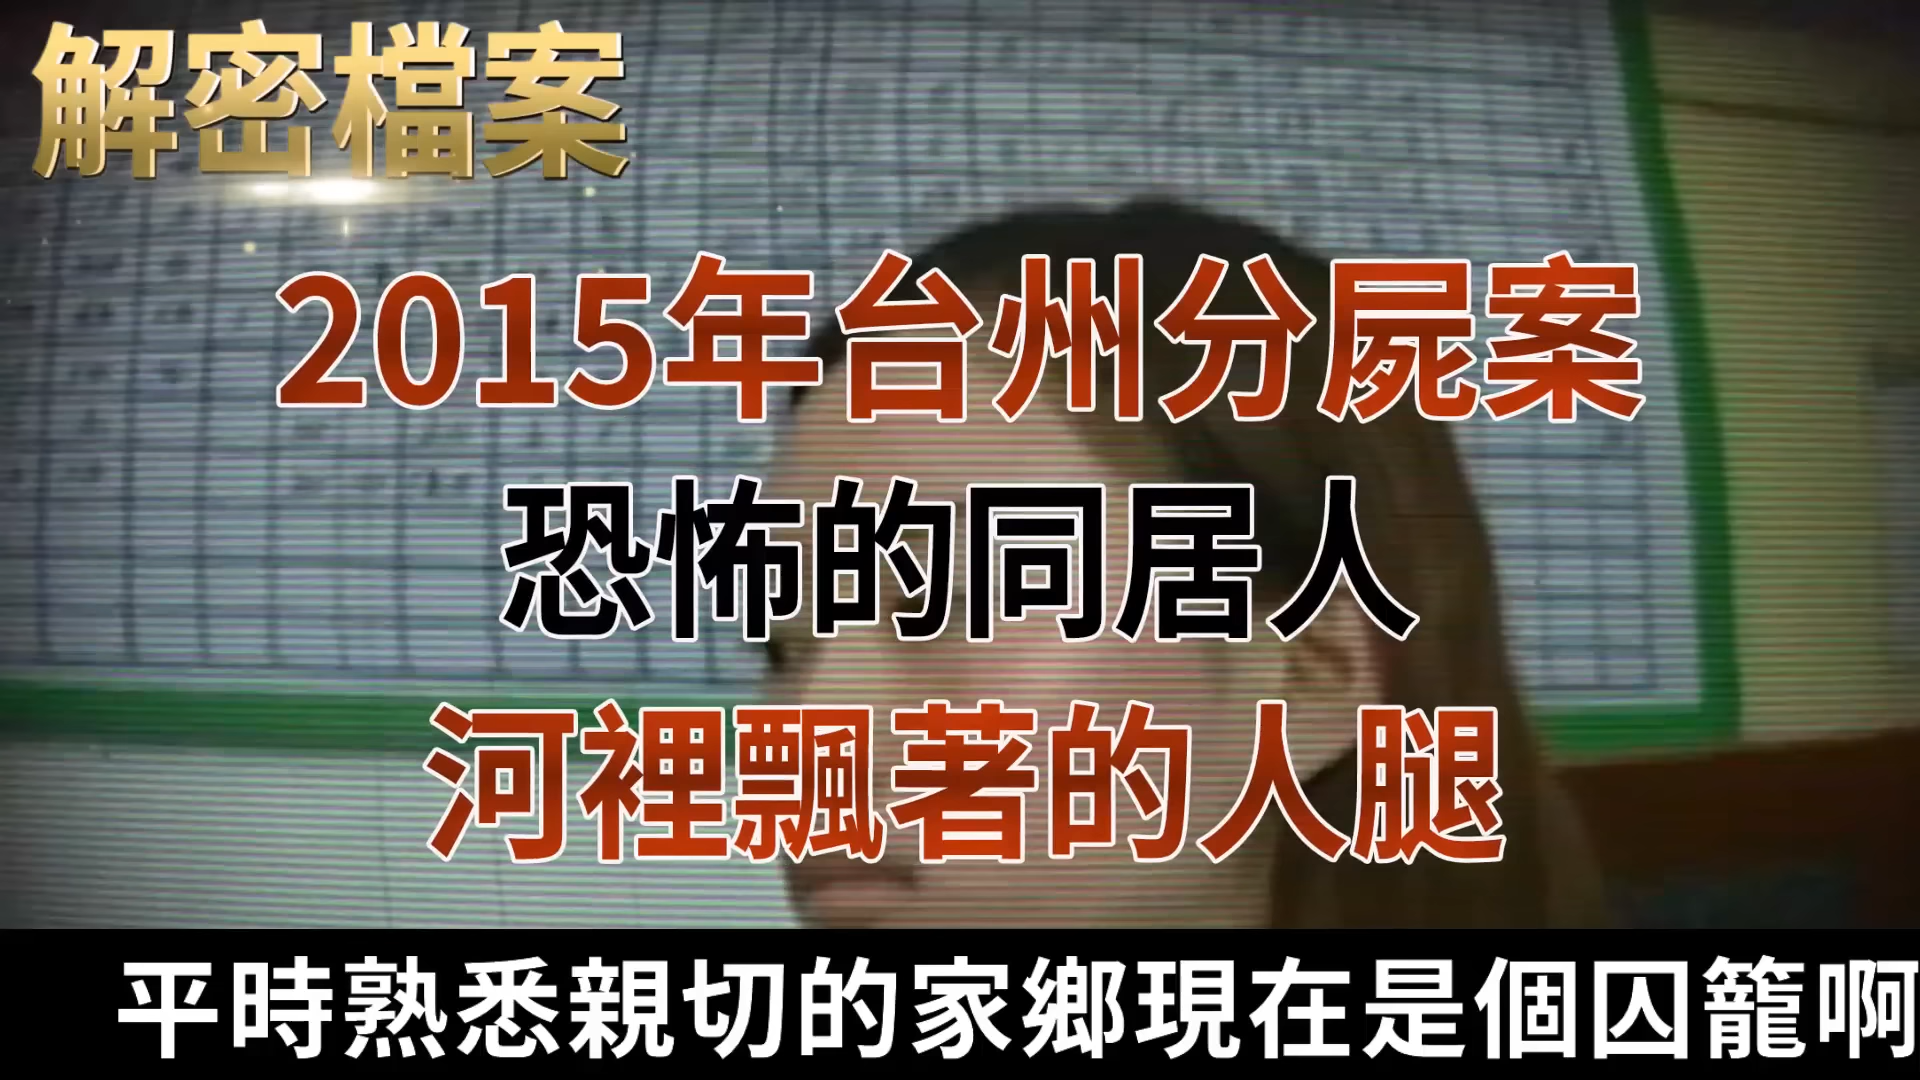 解密檔案
2015年台州分屍案
恐怖的同居人
河裡飄著的人腿
平時熟悉親切的家鄉現在是個囚籠啊